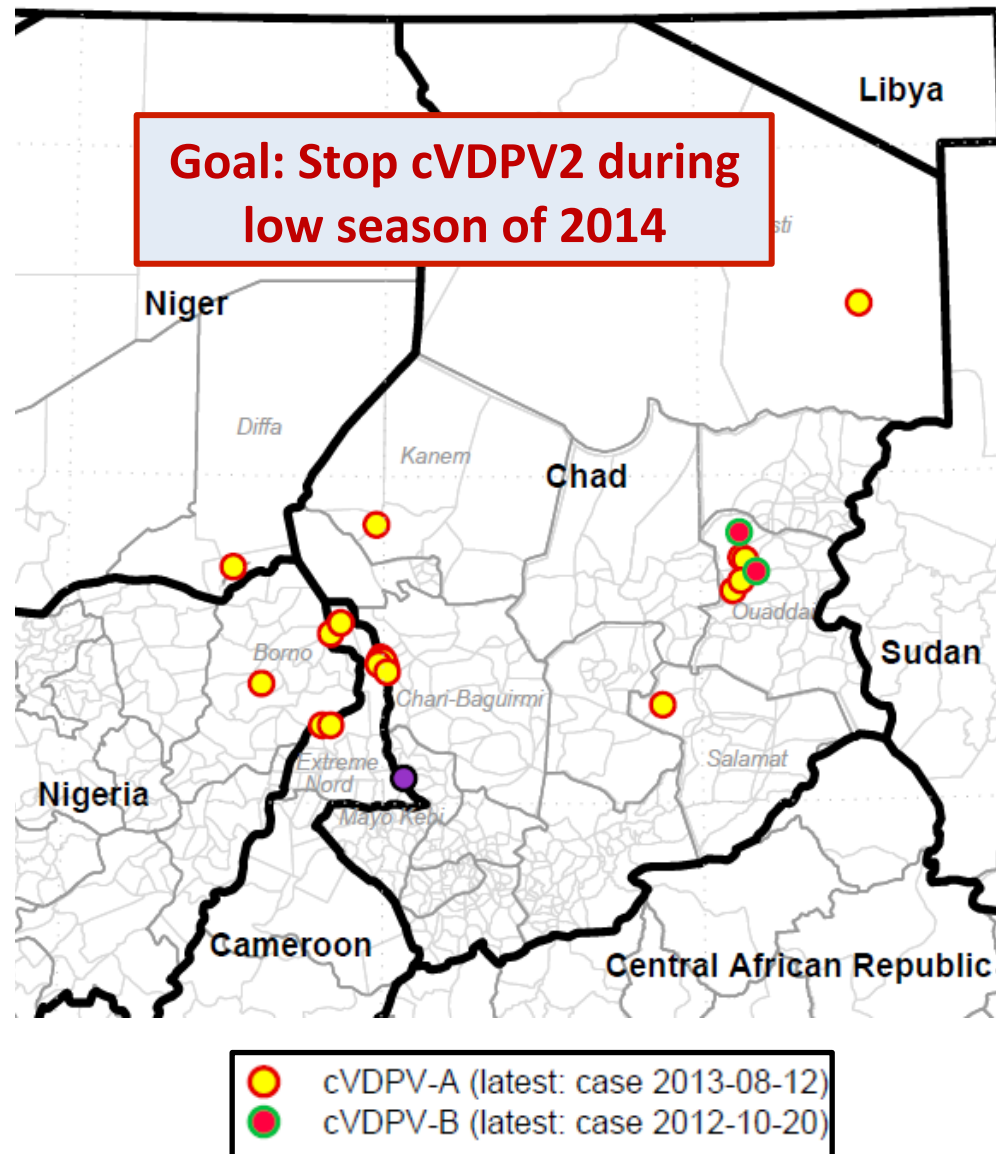 Libya
Goal: Stop cVDPV2 during
low season of 2014
sti
Niger
Diffa
Kanem
Chad
Ouaddai
Borno
Sudan
Chari-Baguirmi
Salamat
Extreme
Nord
Nigeria
Mayo Kebi
Cameroon
Central African Republic
cVDPV-A (latest: case 2013-08-12)
cVDPV-B (latest: case 2012-10-20)